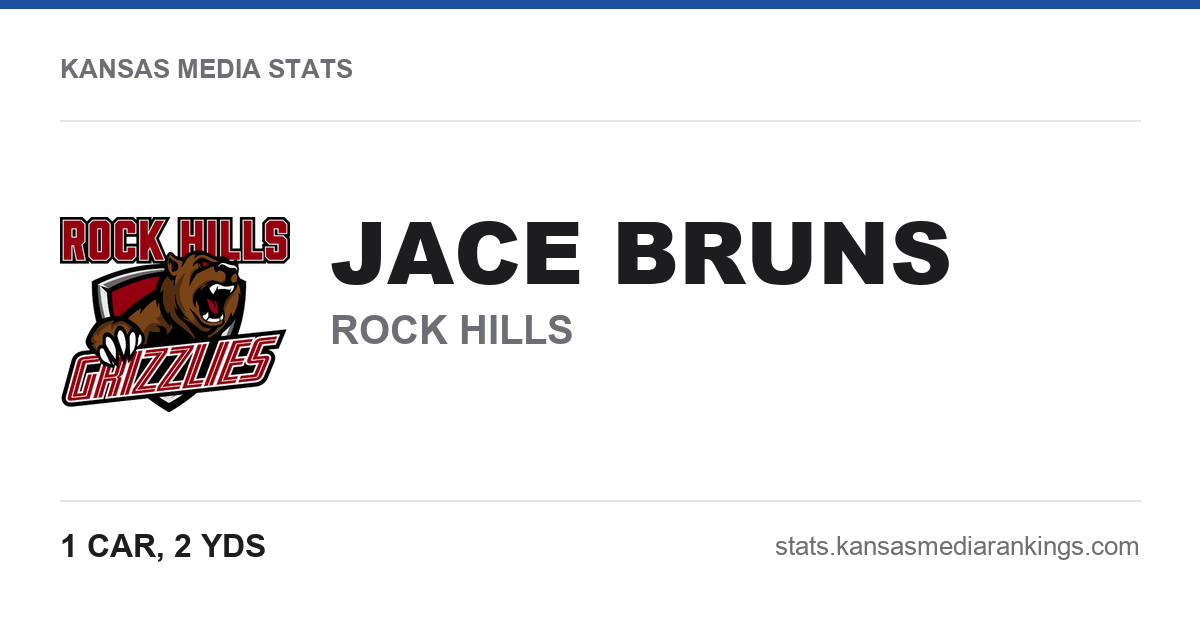 KANSAS MEDIA STATS
ROCK HILLS
GRIZZLIES
JACE BRUNS
ROCK HILLS
1 CAR, 2 YDS
stats.kansasmediarankings.com